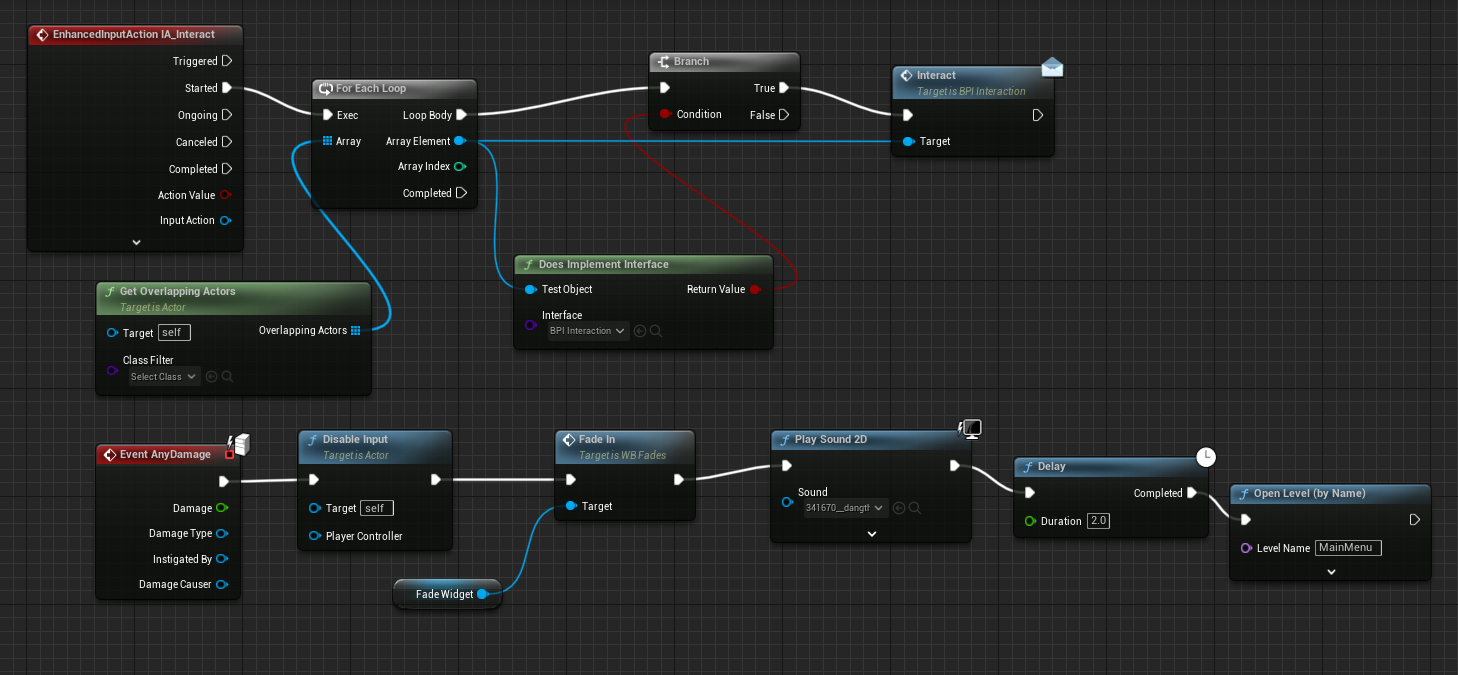 EnhancedInputAction IA_Interact
Triggered
Started
Ongoing
Canceled
Completed
Action Value
Input Action
For Each Loop
Exec
Loop Body
Array
Array Element
Array Index
Completed
Branch
True
Condition
False
Interact
Target is BPI Interaction
Target
Get Overlapping Actors
Target is Actor
Target self
Overlapping Actors
Class Filter
Select Class
Does Implement Interface
Test Object
Return Value
Interface
BPI Interaction
Event AnyDamage
Damage
Damage Type
Instigated By
Damage Causer
Disable Input
Target is Actor
Target self
Player Controller
Fade In
Target is WB Fades
Target
Fade Widget
Play Sound 2D
Sound
341670__dangth
Delay
Completed
Duration 2.0
Open Level (by Name)
Level Name MainMenu